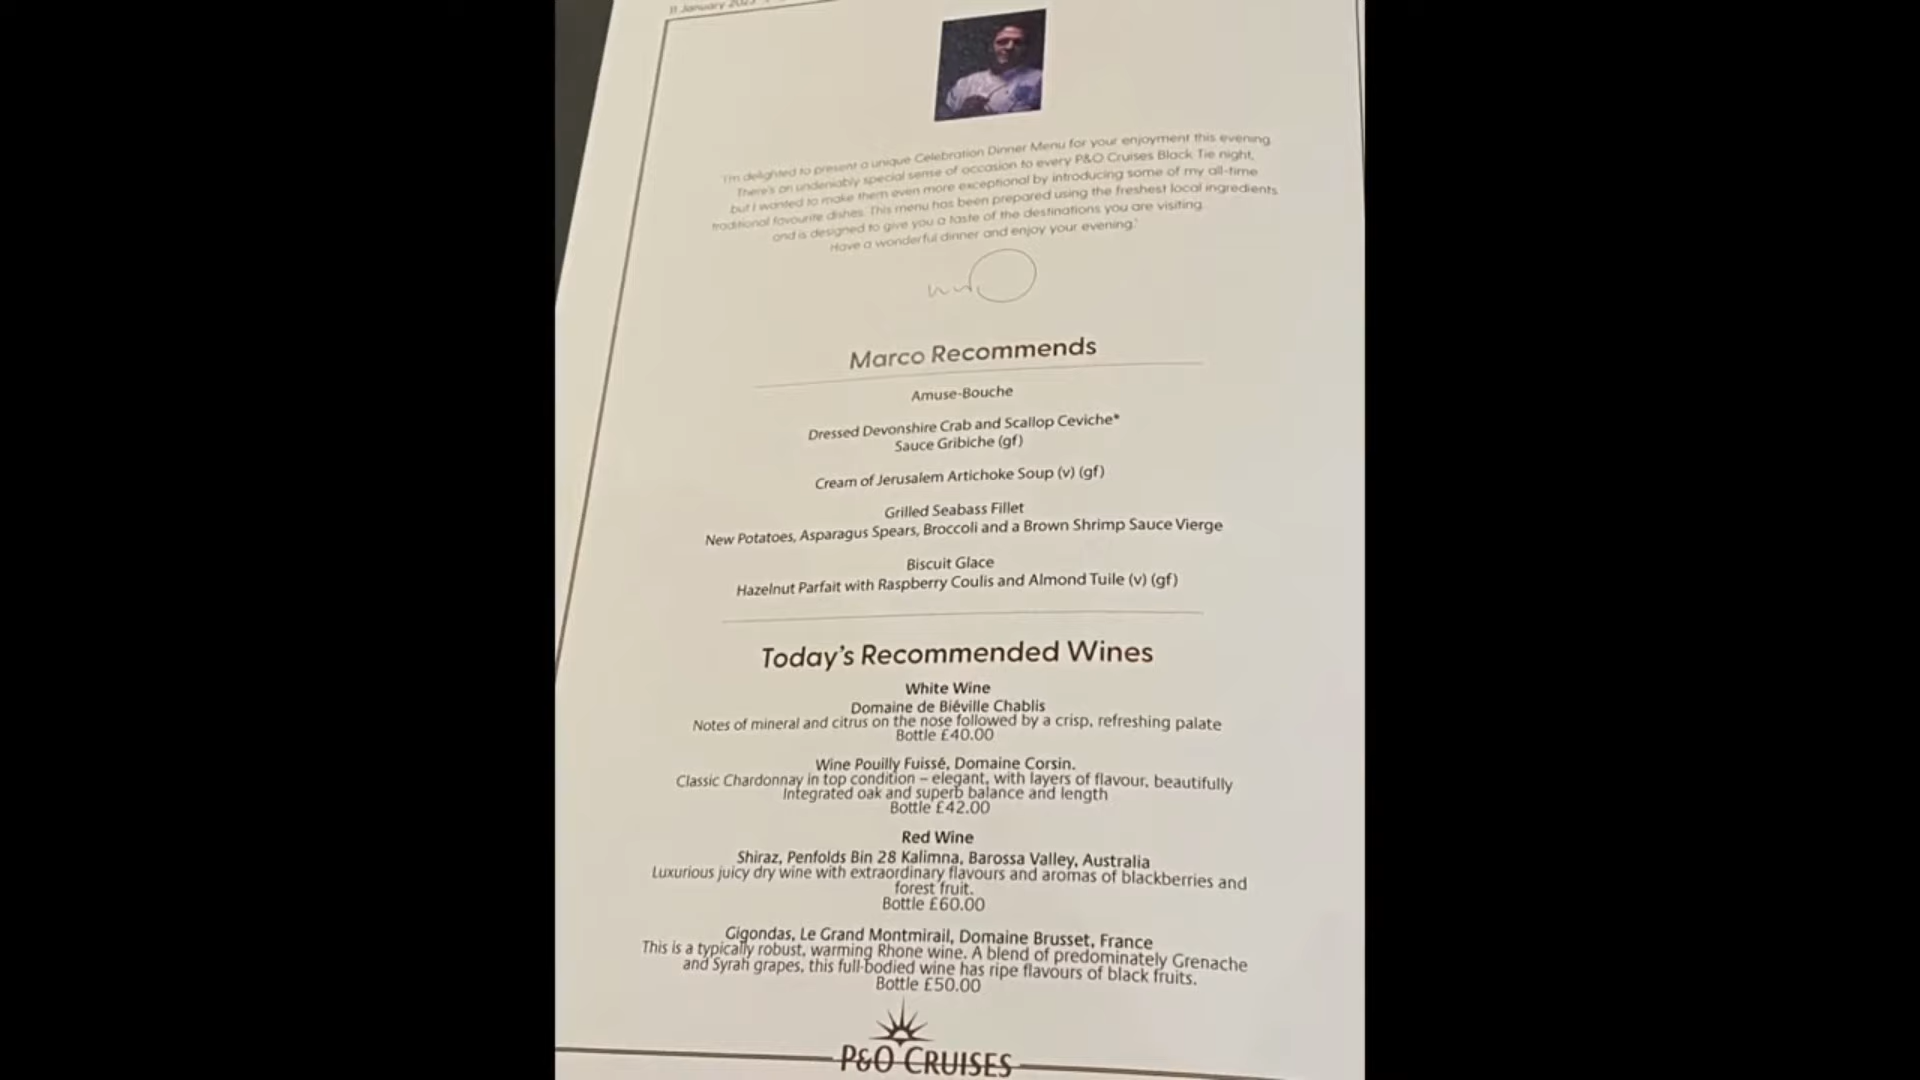 11 January 2023
'I'm delighted to present a unique Celebration Dinner Menu for your enjoyment this evening.
There's an undeniably special sense of occasion to every P&O Cruises Black Tie night,
but I wanted to make them even more exceptional by introducing some of my all-time
traditional favourite dishes. This menu has been prepared using the freshest local ingredients
and is designed to give you a taste of the destinations you are visiting.
Have a wonderful dinner and enjoy your evening.'
Marco Recommends
Amuse-Bouche
Dressed Devonshire Crab and Scallop Ceviche*
Sauce Gribiche (gf)
Cream of Jerusalem Artichoke Soup (v) (gf)
Grilled Seabass Fillet
New Potatoes, Asparagus Spears, Broccoli and a Brown Shrimp Sauce Vierge
Biscuit Glace
Hazelnut Parfait with Raspberry Coulis and Almond Tuile (v) (gf)
Today's Recommended Wines
White Wine
Domaine de Biéville Chablis
Notes of mineral and citrus on the nose followed by a crisp, refreshing palate
Bottle £40.00
Wine Pouilly Fuissé, Domaine Corsin.
Classic Chardonnay in top condition – elegant, with layers of flavour, beautifully
Integrated oak and superb balance and length
Bottle £42.00
Red Wine
Shiraz, Penfolds Bin 28 Kalimna, Barossa Valley, Australia
Luxurious juicy dry wine with extraordinary flavours and aromas of blackberries and
forest fruit.
Bottle £60.00
Gigondas, Le Grand Montmirail, Domaine Brusset, France
This is a typically robust, warming Rhone wine. A blend of predominately Grenache
and Syrah grapes, this full-bodied wine has ripe flavours of black fruits.
Bottle £50.00
P&O CRUISES